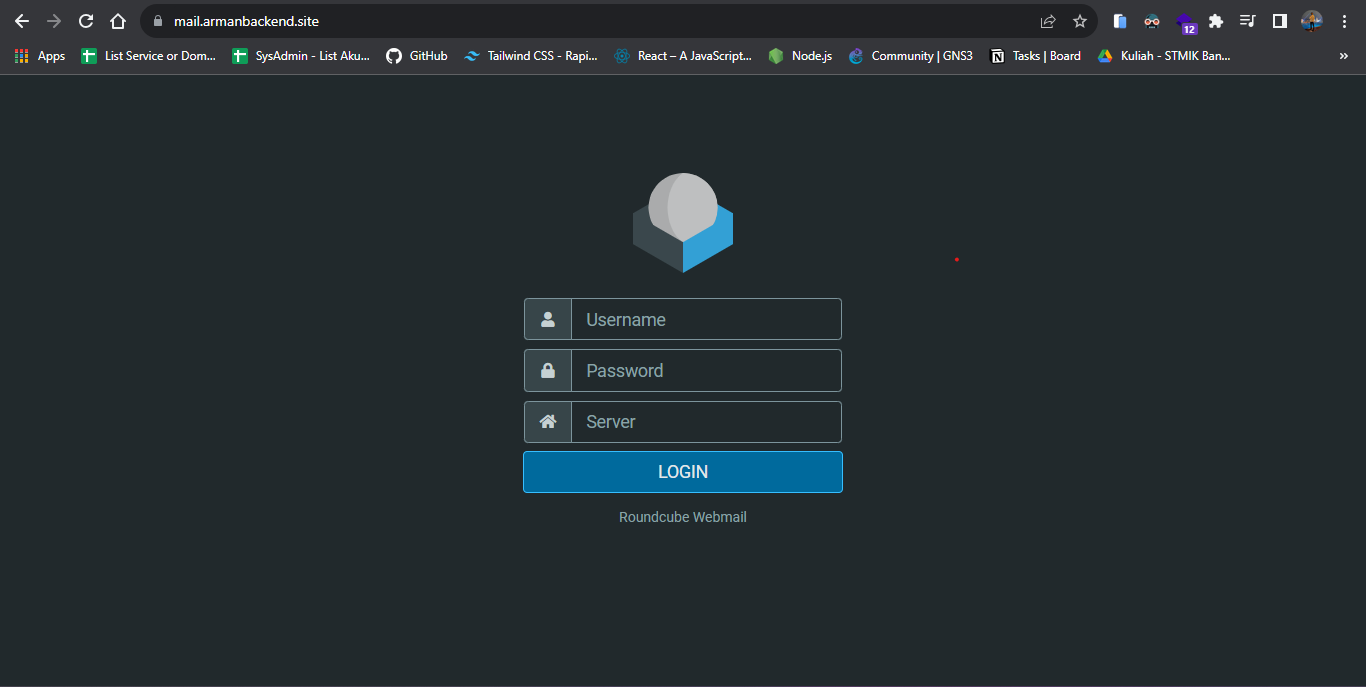 mail.armanbackend.site
12
Apps List Service or Dom... SysAdmin - List Aku... GitHub Tailwind CSS - Rapi... React – A JavaScript... Node.js Community | GNS3 Tasks | Board Kuliah - STMIK Ban... »
Username
Password
Server
LOGIN
Roundcube Webmail